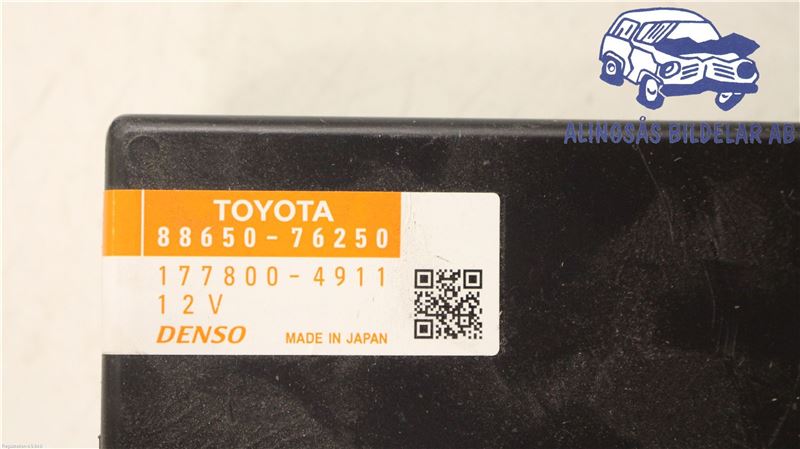 ALINGSÅS BILDELAR AB
TOYOTA
88650-76250
177800-4911
12V
DENSO MADE IN JAPAN